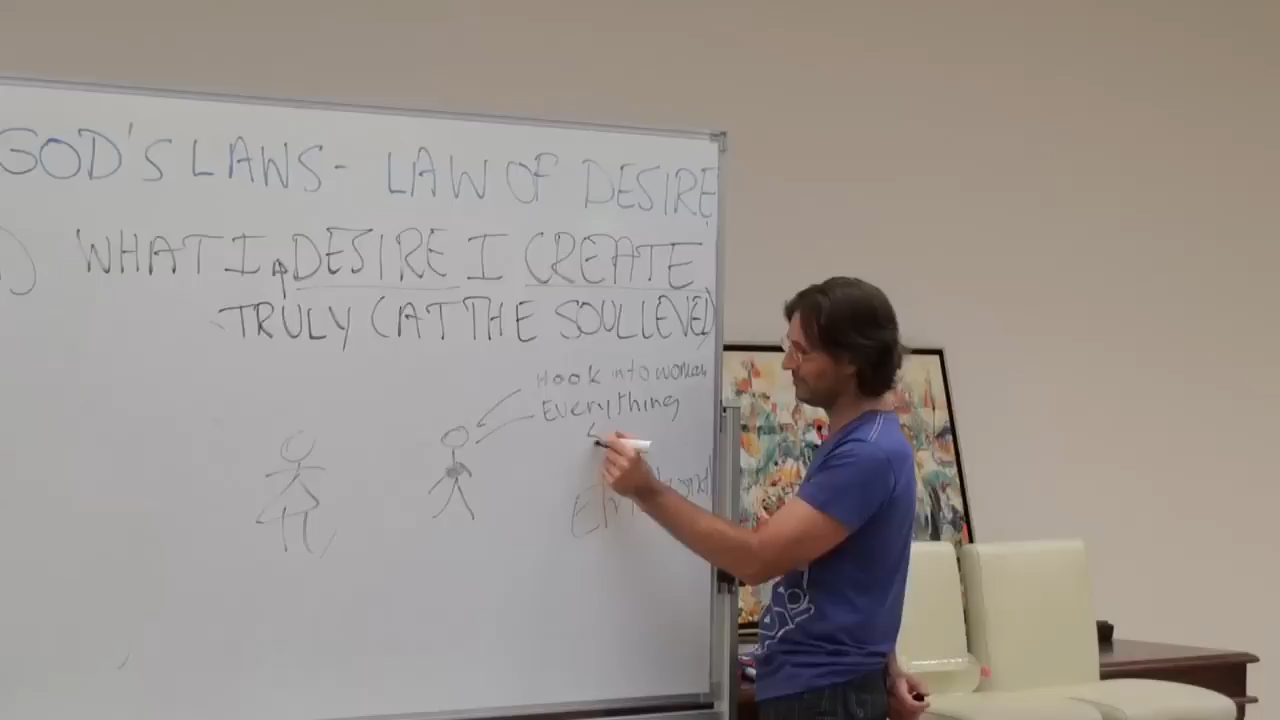 GOD'S LAWS - LAW OF DESIRE
) WHAT I DESIRE I CREATE
TRULY (AT THE SOUL LEVEL)
Hook into woman
Everything